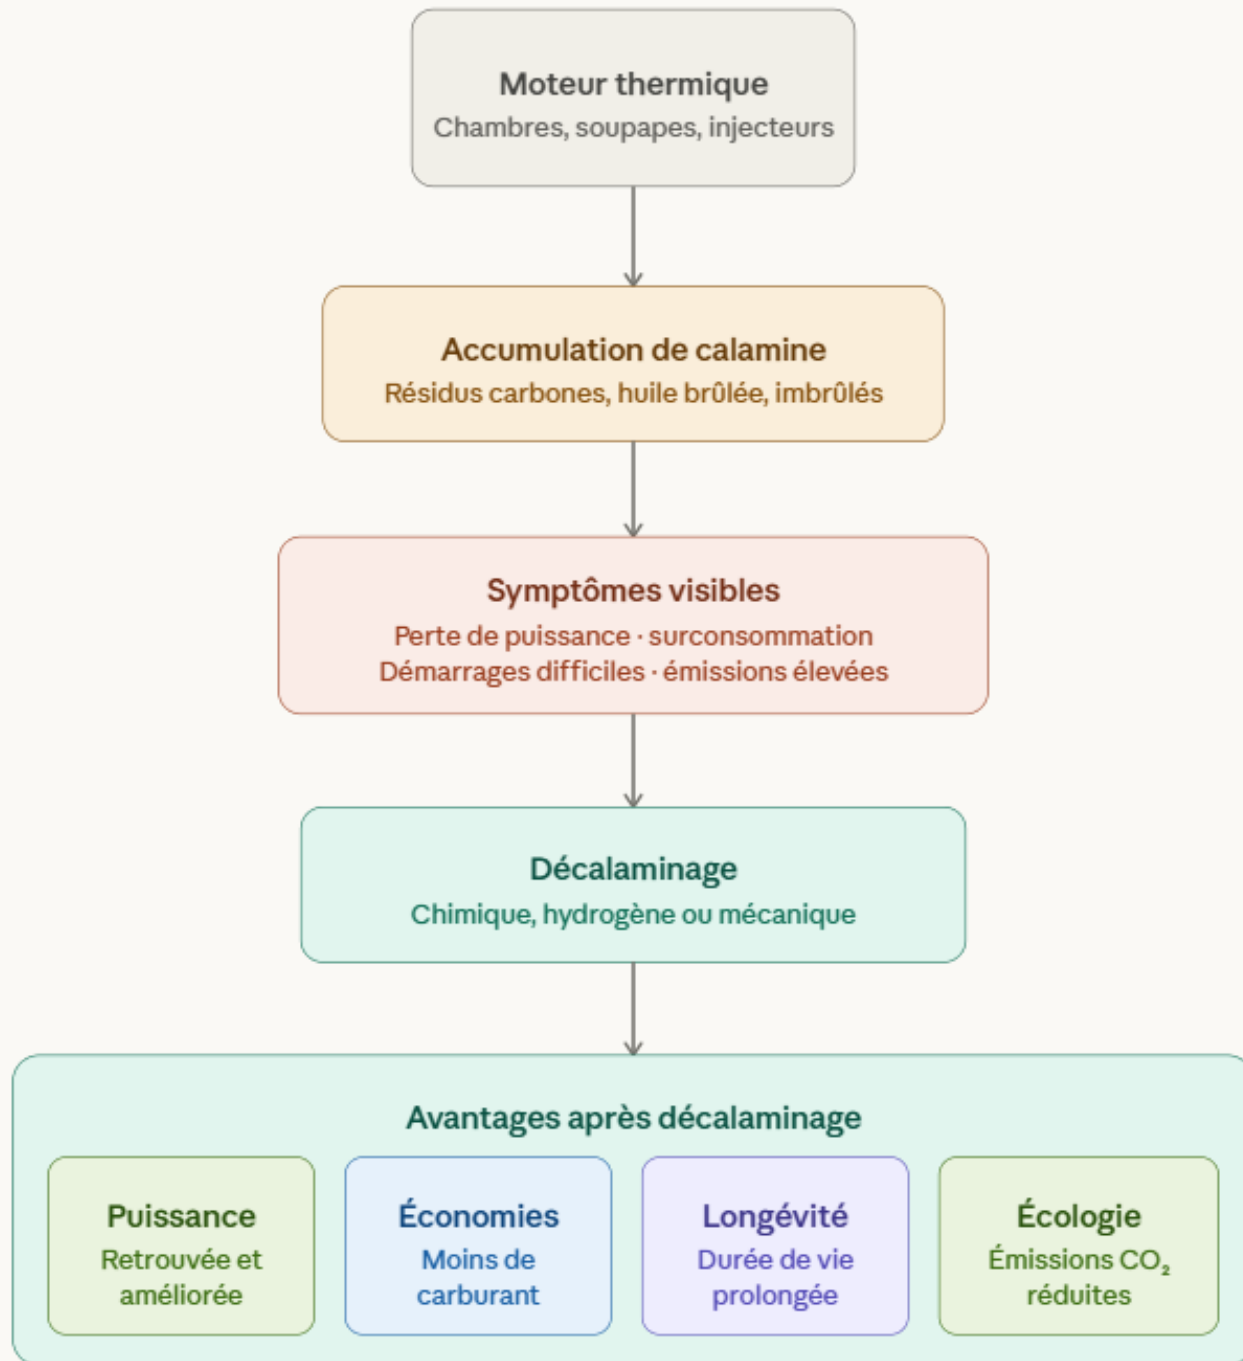 Moteur thermique
Chambres, soupapes, injecteurs
Accumulation de calamine
Résidus carbones, huile brûlée, imbrûlés
Symptômes visibles
Perte de puissance · surconsommation
Démarrages difficiles · émissions élevées
Décalaminage
Chimique, hydrogène ou mécanique
Avantages après décalaminage
Puissance
Retrouvée et
améliorée
Économies
Moins de
carburant
Longévité
Durée de vie
prolongée
Écologie
Émissions CO₂
réduites